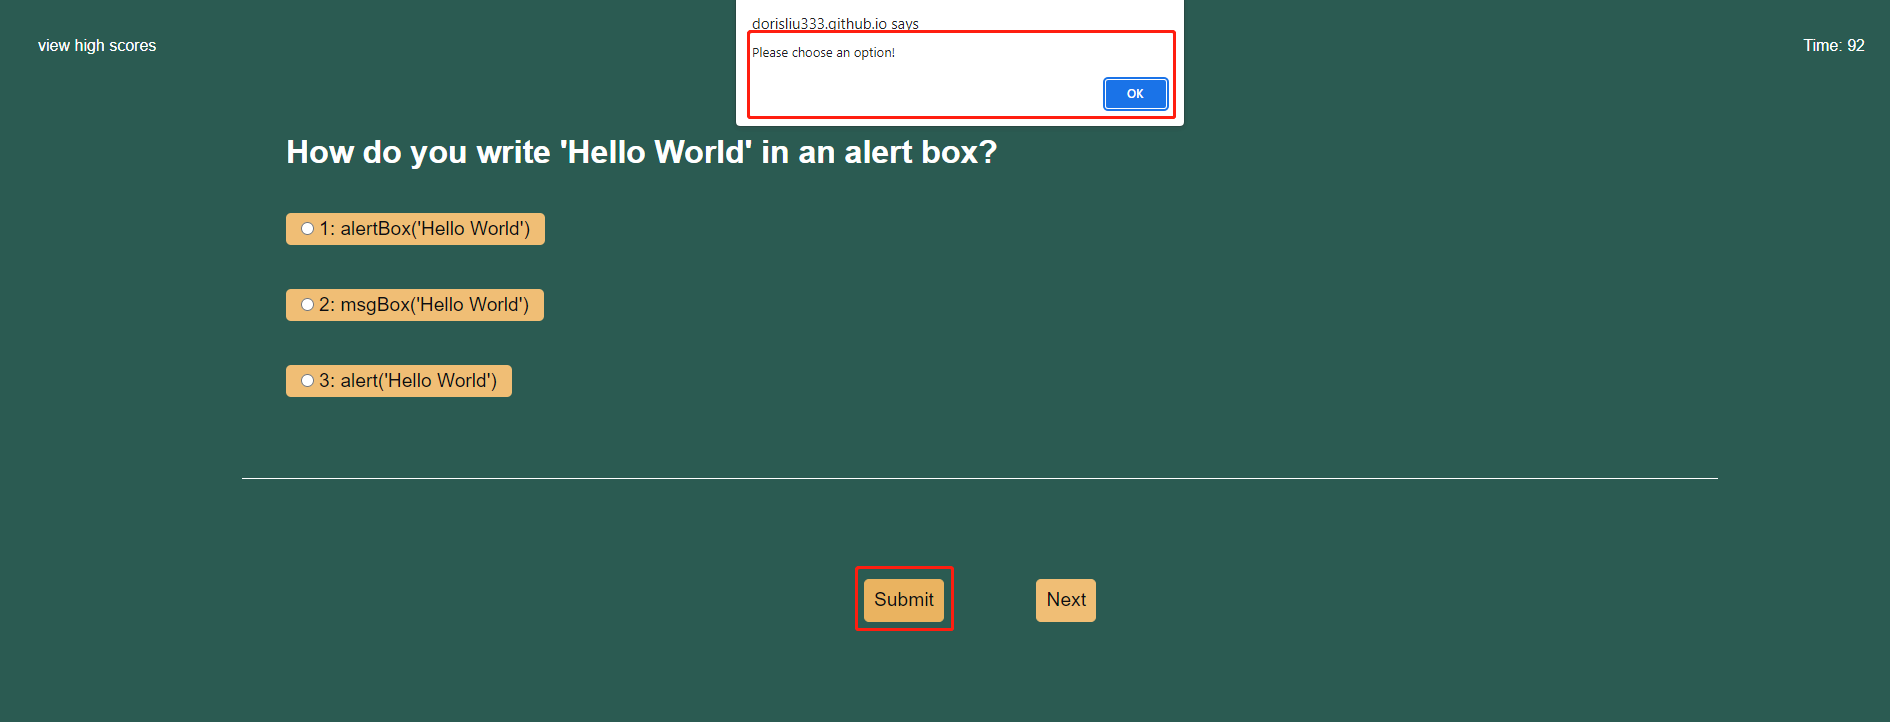 dorisliu333.github.io says
view high scores
Please choose an option!
Time: 92
OK
How do you write 'Hello World' in an alert box?
1: alertBox('Hello World')
2: msgBox('Hello World')
3: alert('Hello World')
Submit
Next